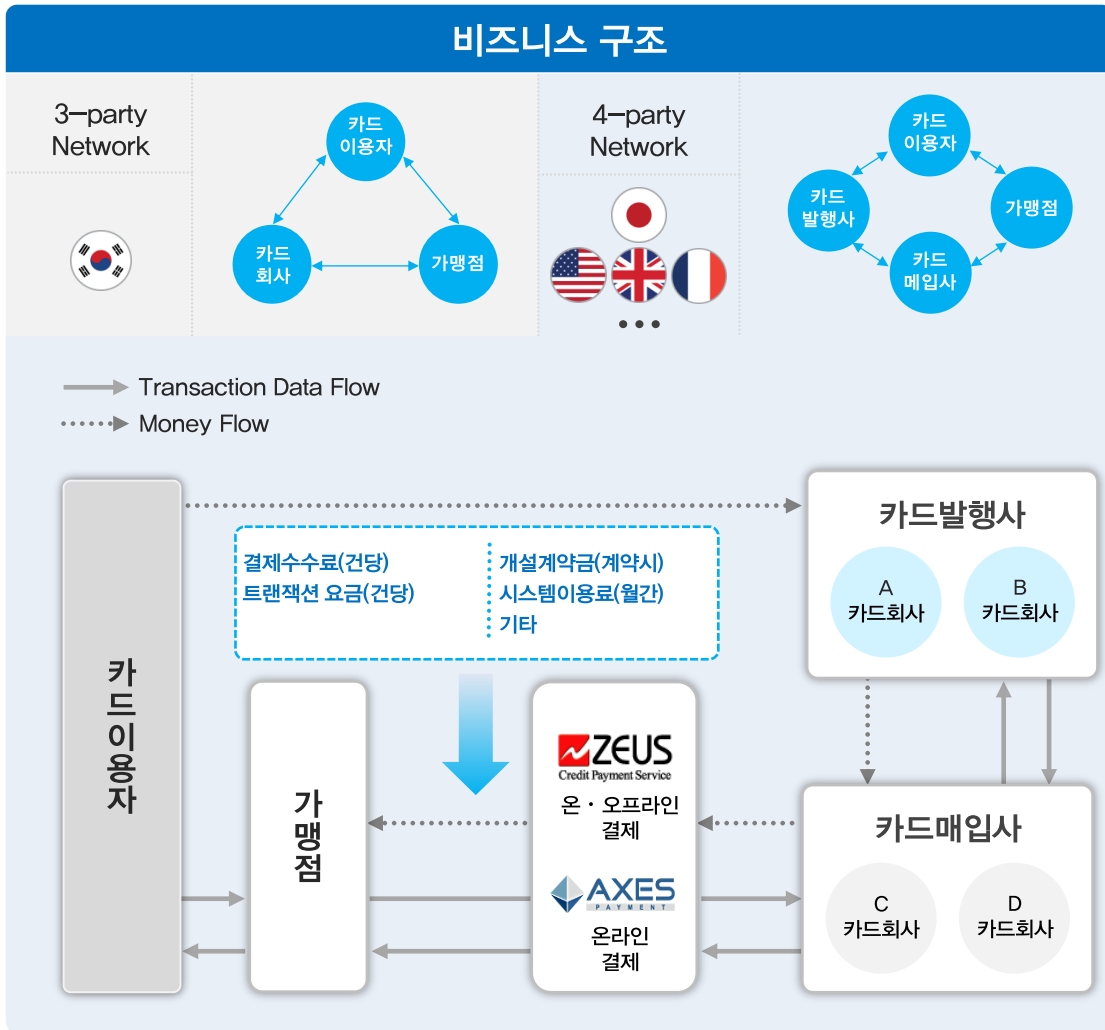 비즈니스 구조
3-party
Network
카드
이용자
카드
회사
가맹점
4-party
Network
카드
이용자
카드
발행사
가맹점
카드
메입사
Transaction Data Flow
Money Flow
카드이용자
결제수수료(건당)
트랜잭션 요금(건당)
개설계약금(계약시)
시스템이용료(월간)
기타
카드발행사
A
카드회사
B
카드회사
가맹점
ZEUS
Credit Payment Service
온 · 오프라인
결제
AXES
PAYMENT
온라인
결제
카드매입사
C
카드회사
D
카드회사